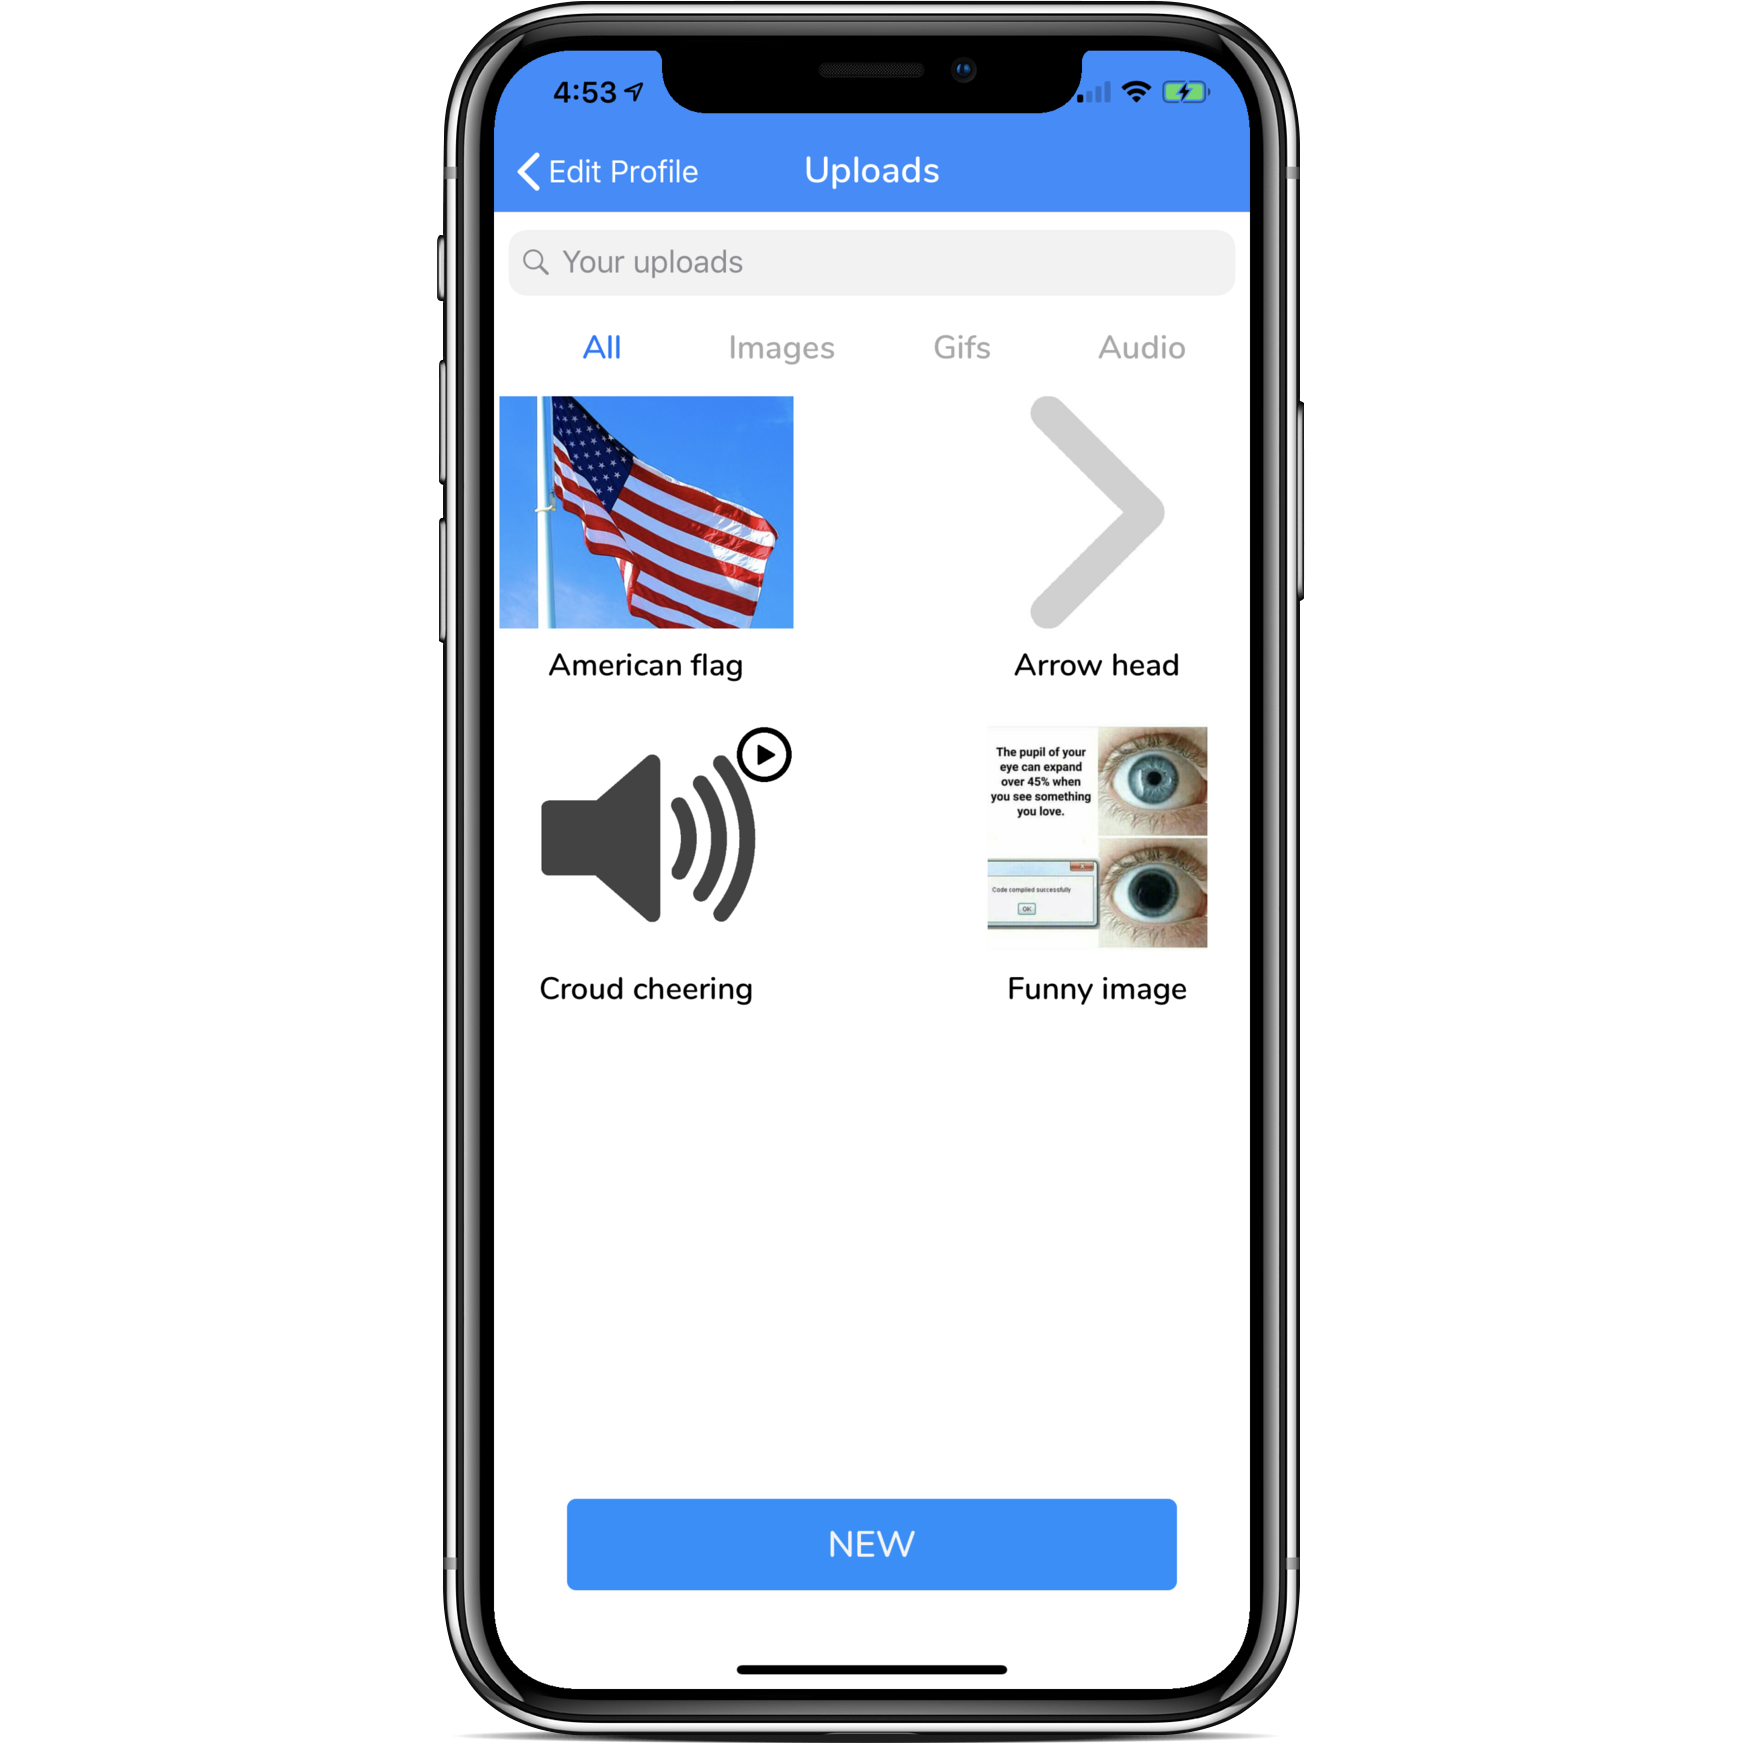 4:53
Edit Profile
Uploads
Your uploads
All
Images
Gifs
Audio
American flag
Arrow head
The pupil of your
eye can expand
over 45% when
you see something
you love.
Code compiled successfully
OK
Croud cheering
Funny image
NEW